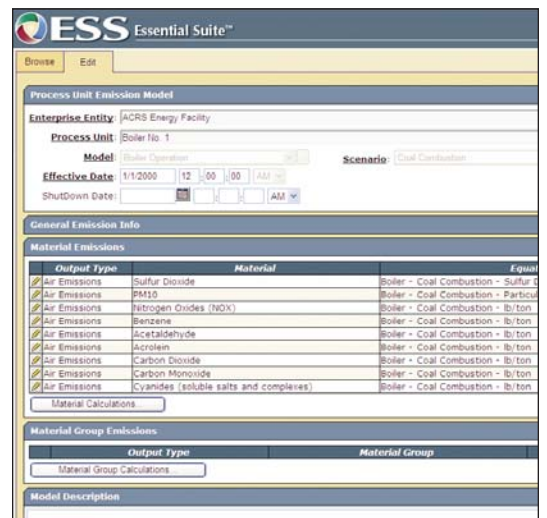 ESS Essential Suite™
Browse Edit
Process Unit Emission Model
Enterprise Entity: ACRS Energy Facility
Process Unit: Boiler No. 1
Model: Boiler Operation Scenario: Coal Combustion
Effective Date: 1/1/2000 12 : 00 : 00 AM
ShutDown Date: : : AM
General Emission Info
Material Emissions
Output Type Material Equat
Air Emissions Sulfur Dioxide Boiler - Coal Combustion - Sulfur D
Air Emissions PM10 Boiler - Coal Combustion - Particul
Air Emissions Nitrogen Oxides (NOX) Boiler - Coal Combustion - lb/ton
Air Emissions Benzene Boiler - Coal Combustion - lb/ton
Air Emissions Acetaldehyde Boiler - Coal Combustion - lb/ton
Air Emissions Acrolein Boiler - Coal Combustion - lb/ton
Air Emissions Carbon Dioxide Boiler - Coal Combustion - lb/ton
Air Emissions Carbon Monoxide Boiler - Coal Combustion - lb/ton
Air Emissions Cyanides (soluble salts and complexes) Boiler - Coal Combustion - lb/ton
Material Calculations...
Material Group Emissions
Output Type Material Group
Material Group Calculations...
Model Description